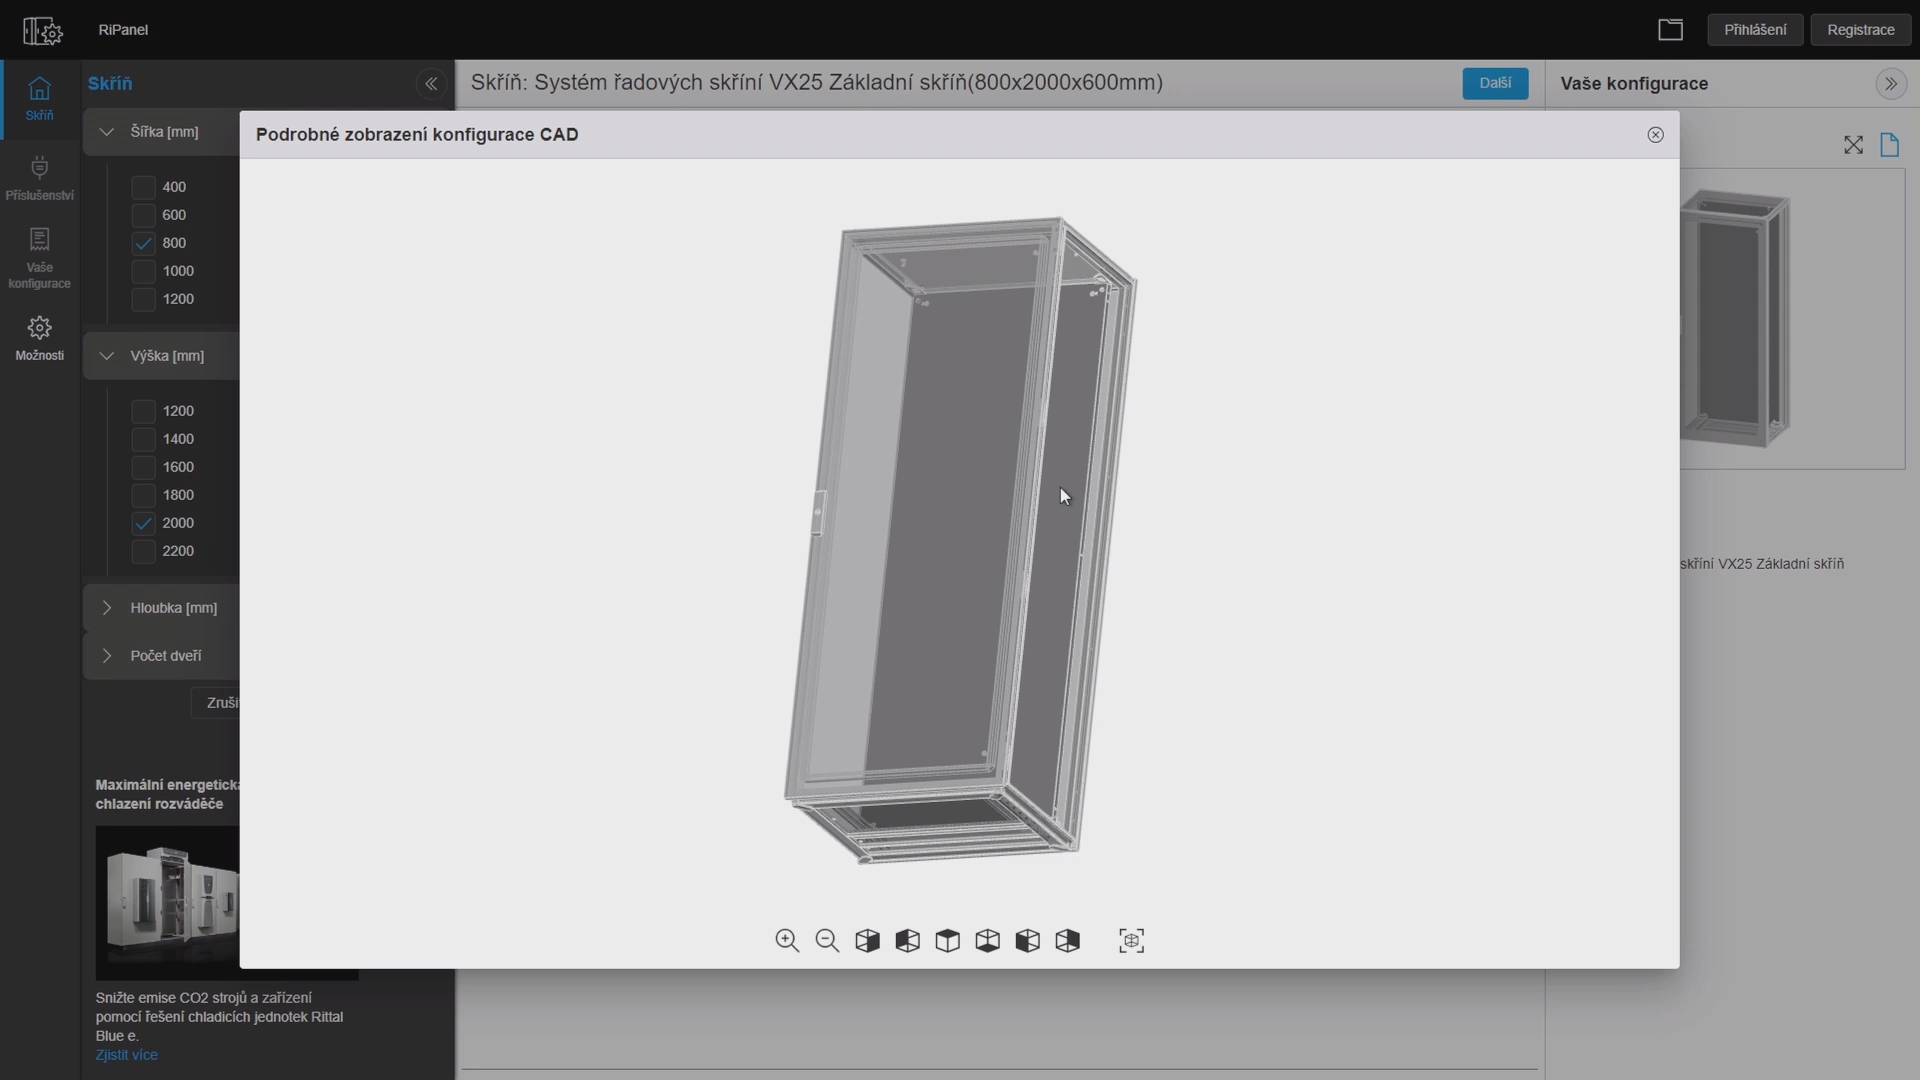 RiPanel
Přihlášení
Registrace
Skříň
Skříň
Příslušenství
Vaše
konfigurace
Možnosti
Šířka [mm]
400
600
800
1000
1200
Výška [mm]
1200
1400
1600
1800
2000
2200
Hloubka [mm]
Počet dveří
Zruši
Maximální energetick
chlazení rozváděče
Snižte emise CO2 strojů a zařízení
pomocí řešení chladicích jednotek Rittal
Blue e.
Zjistit více
Skříň: Systém řadových skříní VX25 Základní skříň(800x2000x600mm)
Další
Podrobné zobrazení konfigurace CAD
Vaše konfigurace
skříní VX25 Základní skříň